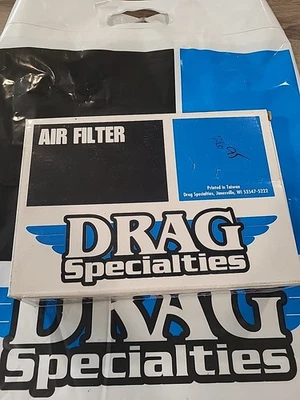 AIR FILTER
Printed in Taiwan
Drag Specialties, Janesville, WI 53547-5222
DRAG
Specialties
DRAG
Specialties